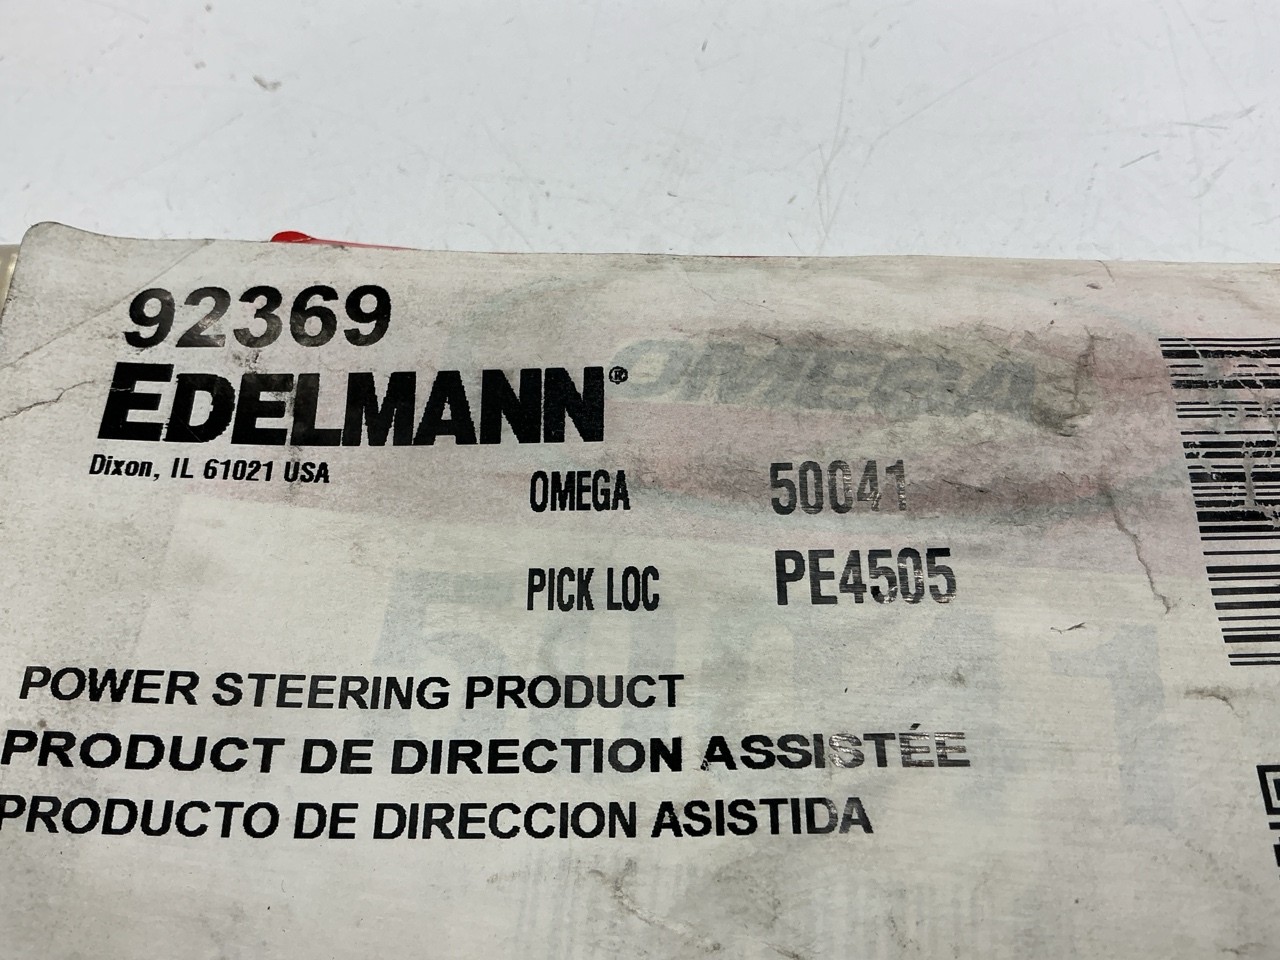 92369
EDELMANN®
Dixon, IL 61021 USA
OMEGA
OMEGA 50041
PICK LOC PE4505
POWER STEERING PRODUCT
PRODUCT DE DIRECTION ASSISTÉE
PRODUCTO DE DIRECCION ASISTIDA